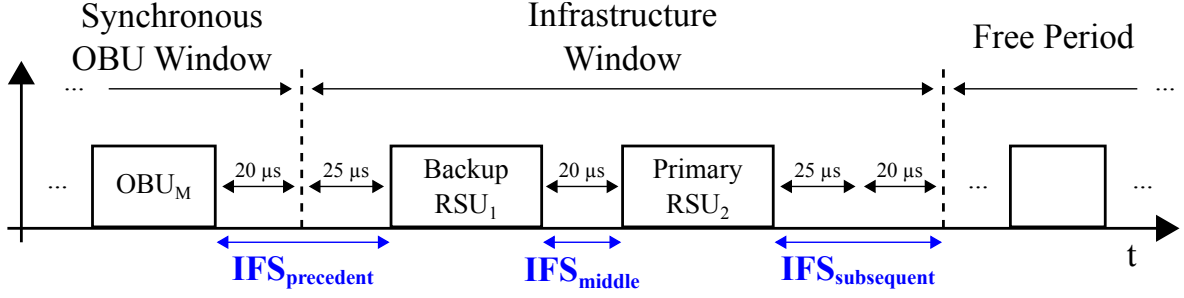 Synchronous
OBU Window
Infrastructure
Window
Free Period
... ...
... 20 µs 25 µs 20 µs 25 µs 20 µs ... ...
OBU_M
Backup
RSU_1
Primary
RSU_2
IFS_precedent
IFS_middle
IFS_subsequent
t